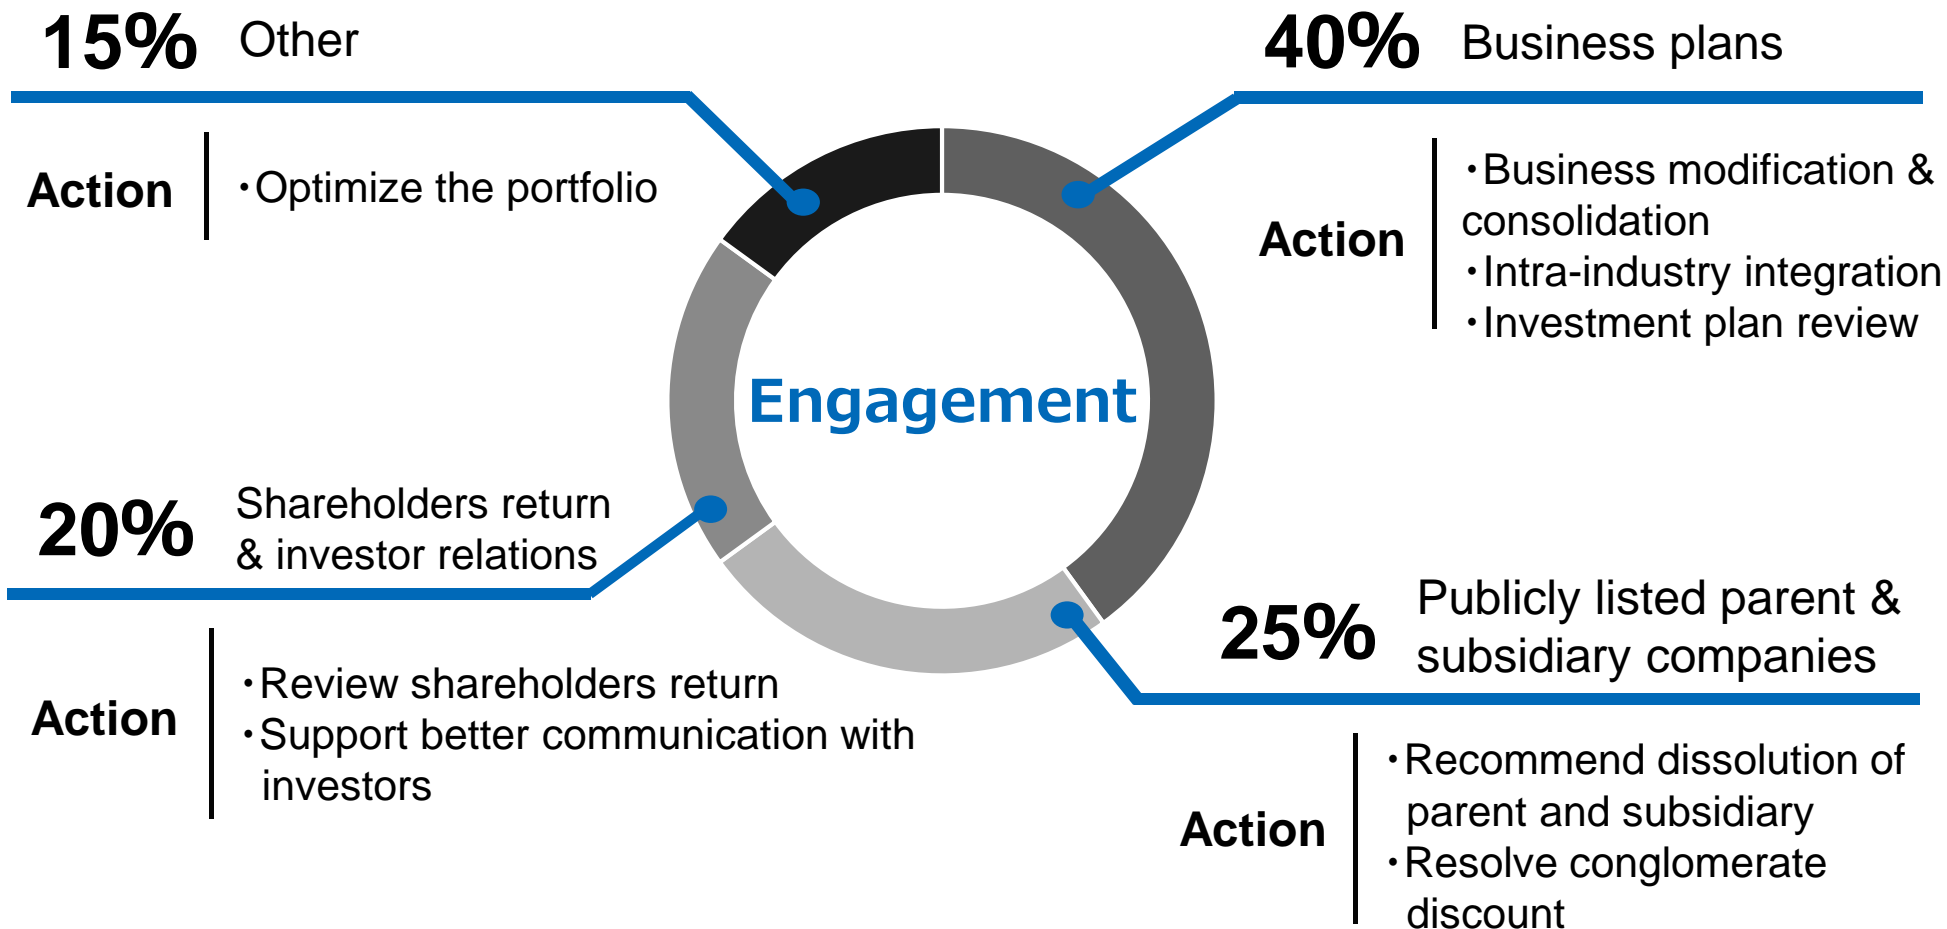 15% Other
Action
・Optimize the portfolio
40% Business plans
Action
・Business modification &
consolidation
・Intra-industry integration
・Investment plan review
Engagement
20% Shareholders return
& investor relations
Action
・Review shareholders return
・Support better communication with
investors
25% Publicly listed parent &
subsidiary companies
Action
・Recommend dissolution of
parent and subsidiary
・Resolve conglomerate
discount